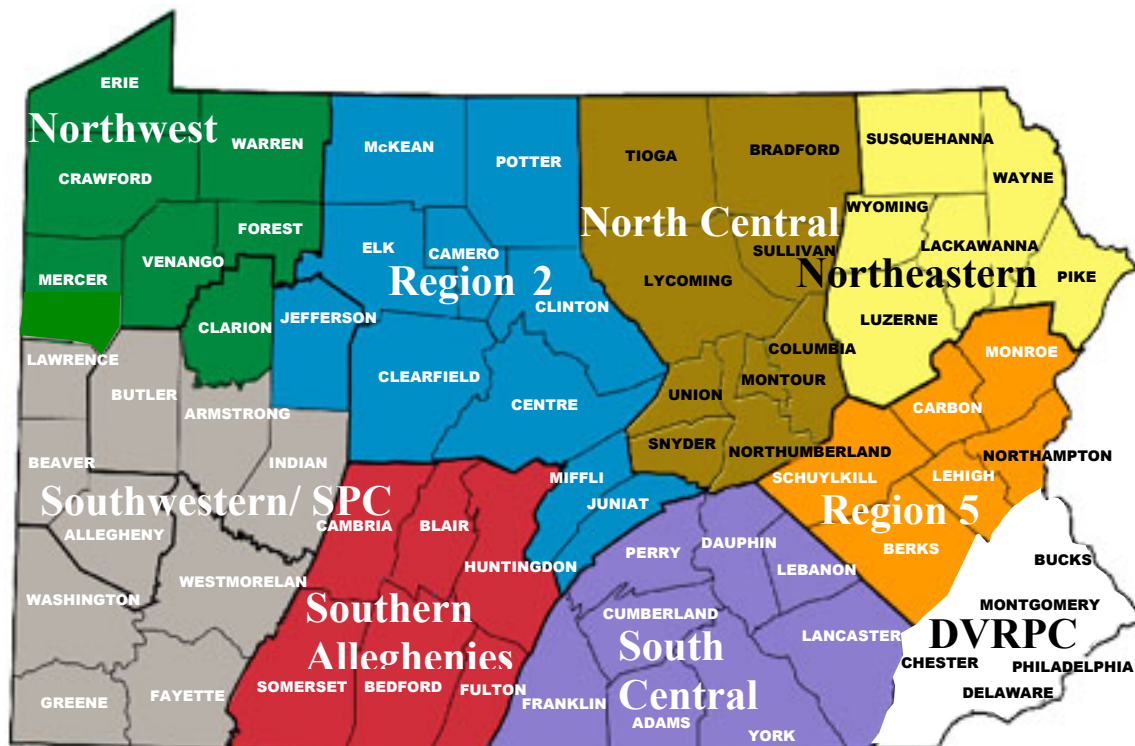 ERIE
Northwest
WARREN
McKEAN
POTTER
TIOGA
BRADFORD
SUSQUEHANNA
CRAWFORD
WAYNE
WYOMING
FOREST
North Central
ELK
CAMERO
SULLIVAN
LACKAWANNA
VENANGO
MERCER
Region 2
LYCOMING
Northeastern
PIKE
CLINTON
JEFFERSON
CLARION
LUZERNE
COLUMBIA
MONROE
LAWRENCE
CLEARFIELD
MONTOUR
BUTLER
UNION
CENTRE
CARBON
ARMSTRONG
SNYDER
NORTHUMBERLAND
NORTHAMPTON
BEAVER
INDIAN
MIFFLI
SCHUYLKILL
LEHIGH
Southwestern/ SPC
JUNIAT
Region 5
CAMBRIA
BLAIR
ALLEGHENY
DAUPHIN
PERRY
BERKS
HUNTINGDON
LEBANON
BUCKS
WESTMORELAN
WASHINGTON
Southern
Alleghenies
CUMBERLAND
MONTGOMERY
LANCASTER
DVRPC
South
Central
CHESTER
PHILADELPHIA
SOMERSET
BEDFORD
FULTON
DELAWARE
FAYETTE
GREENE
FRANKLIN
ADAMS
YORK